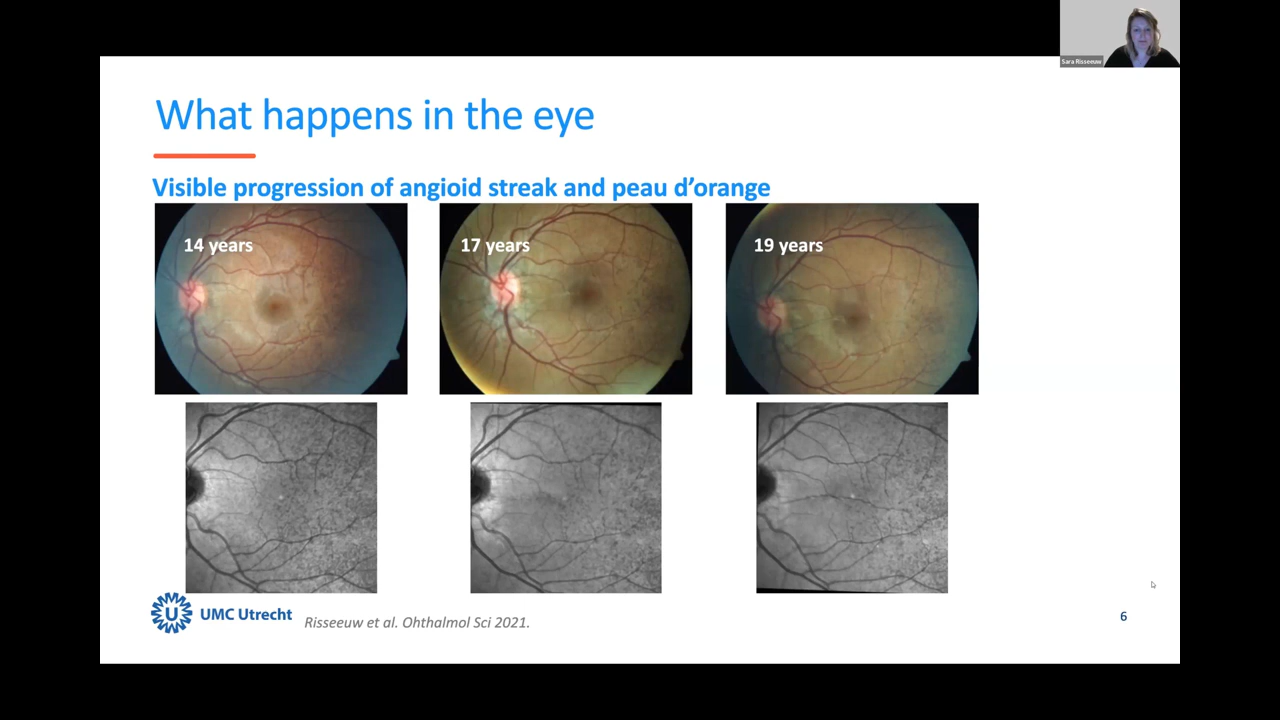 Sara Risseeuw
What happens in the eye
Visible progression of angioid streak and peau d’orange
14 years
17 years
19 years
U
UMC Utrecht
Risseeuw et al. Ohthalmol Sci 2021.
6